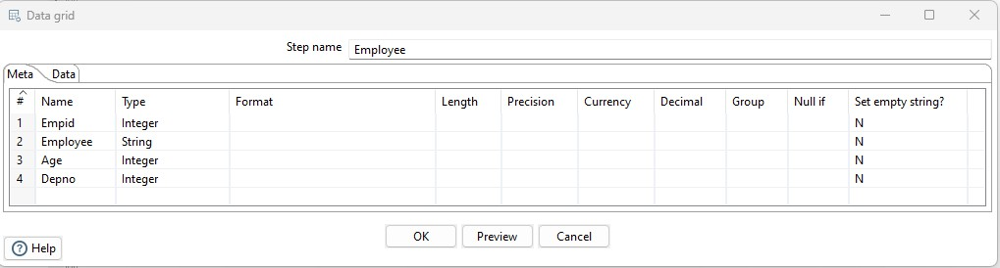 Data grid
Step name Employee
Meta Data
# Name Type Format Length Precision Currency Decimal Group Null if Set empty string?
1 Empid Integer N
2 Employee String N
3 Age Integer N
4 Depno Integer N
OK Preview Cancel
Help